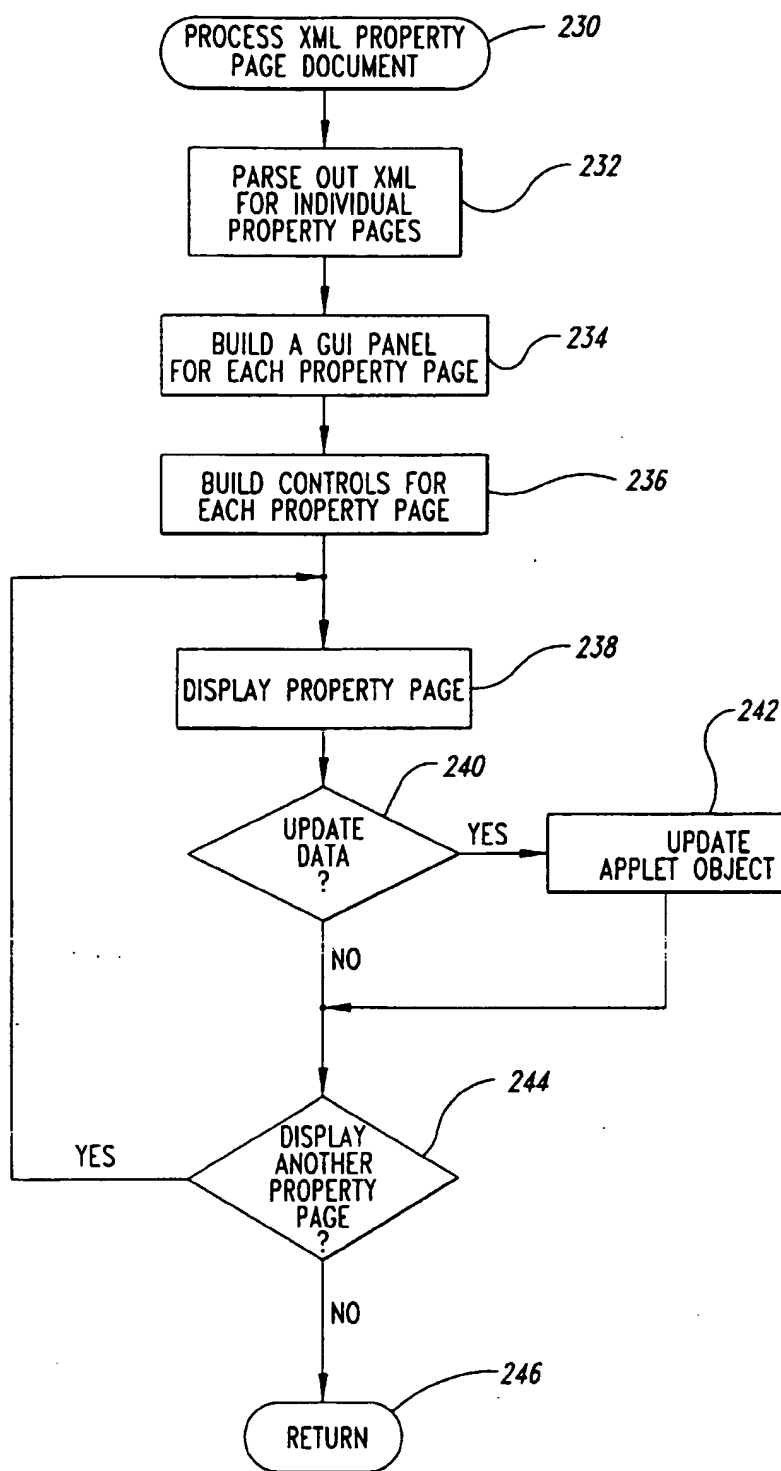 PROCESS XML PROPERTY
PAGE DOCUMENT
230
PARSE OUT XML
FOR INDIVIDUAL
PROPERTY PAGES
232
BUILD A GUI PANEL
FOR EACH PROPERTY PAGE
234
BUILD CONTROLS FOR
EACH PROPERTY PAGE
236
DISPLAY PROPERTY PAGE
238
UPDATE
DATA
?
240
YES
UPDATE
APPLET OBJECT
242
NO
DISPLAY
ANOTHER
PROPERTY
PAGE
?
244
YES
NO
RETURN
246